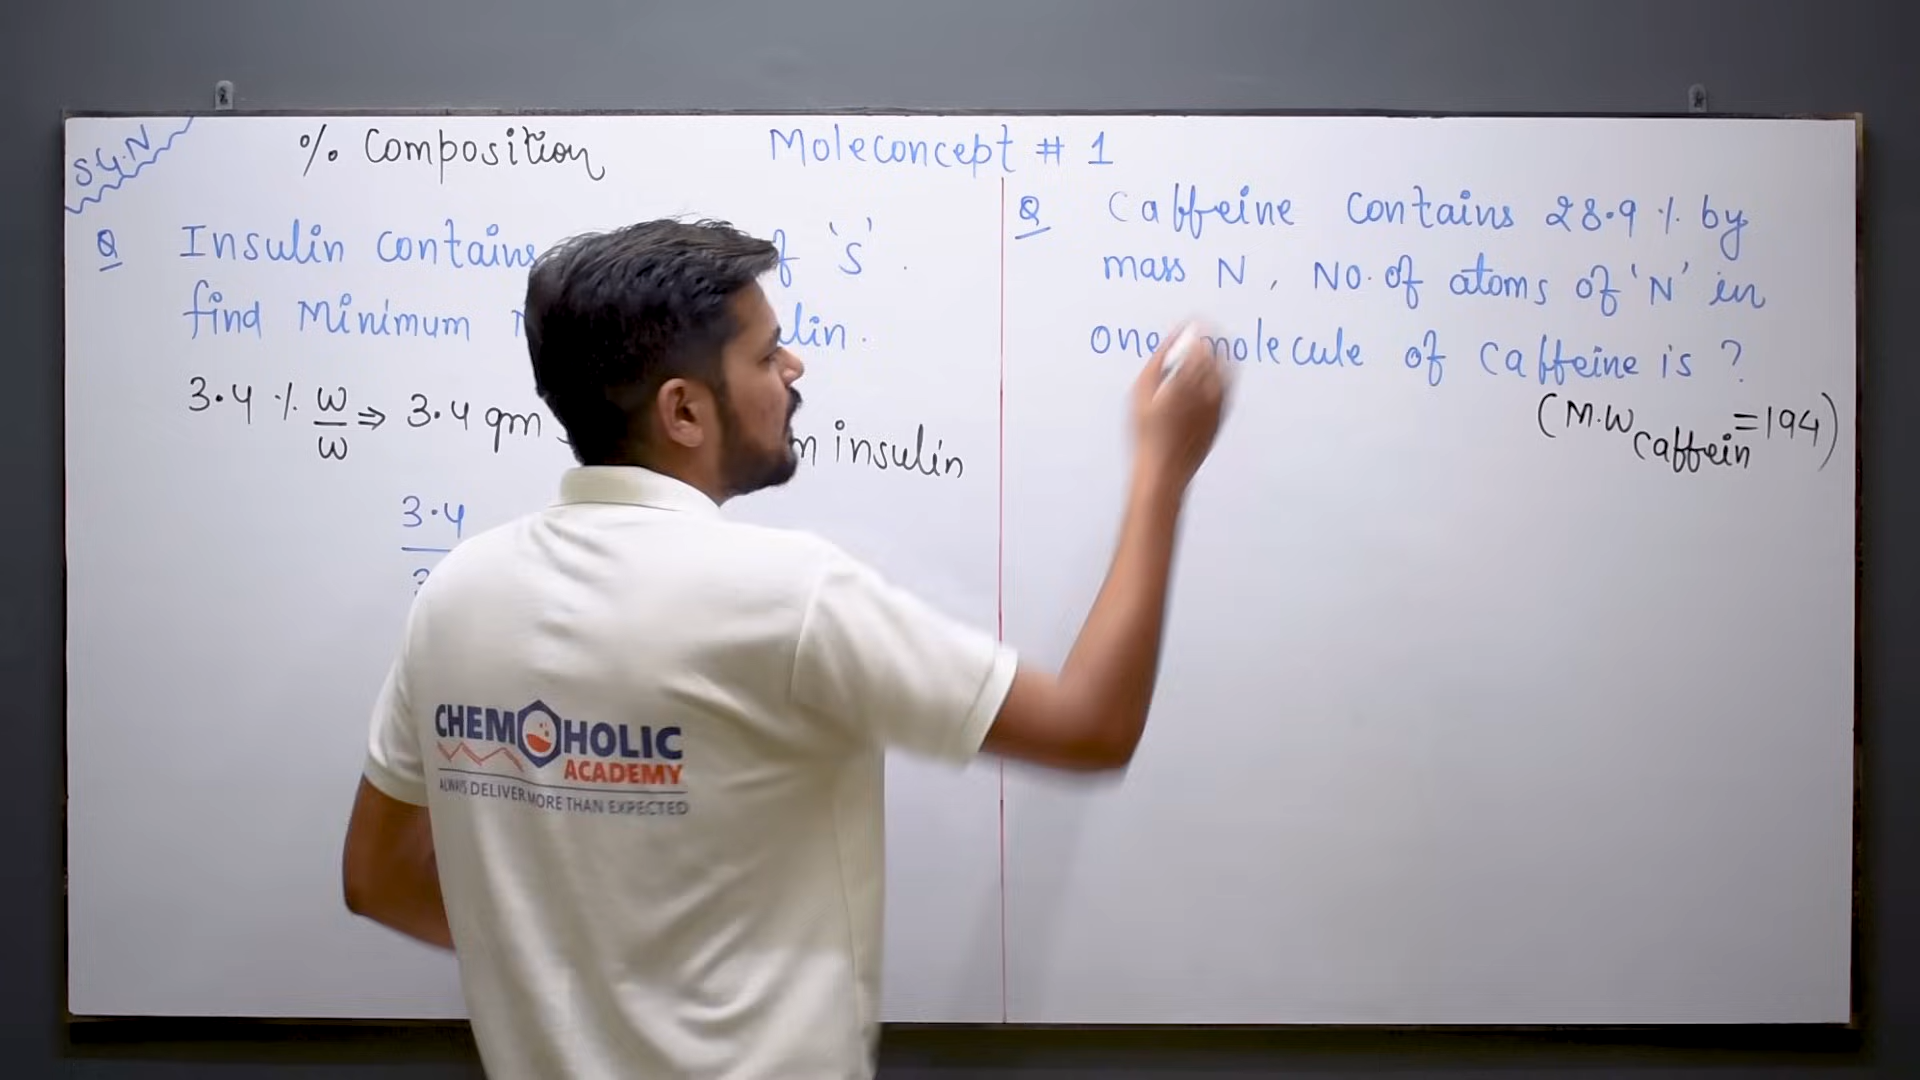 S.G.N
% Composition
Moleconcept # 1
Q Insulin contains of 'S'.
find Minimum lin.
3.4 % w/w ⇒ 3.4 gm insulin
3.4
Q Caffeine contains 28.9 % by
mass N, No. of atoms of 'N' in
one molecule of Caffeine is ?
(M.W Caffein = 194)
CHEMOHOLIC
ACADEMY
ALWAYS DELIVER MORE THAN EXPECTED